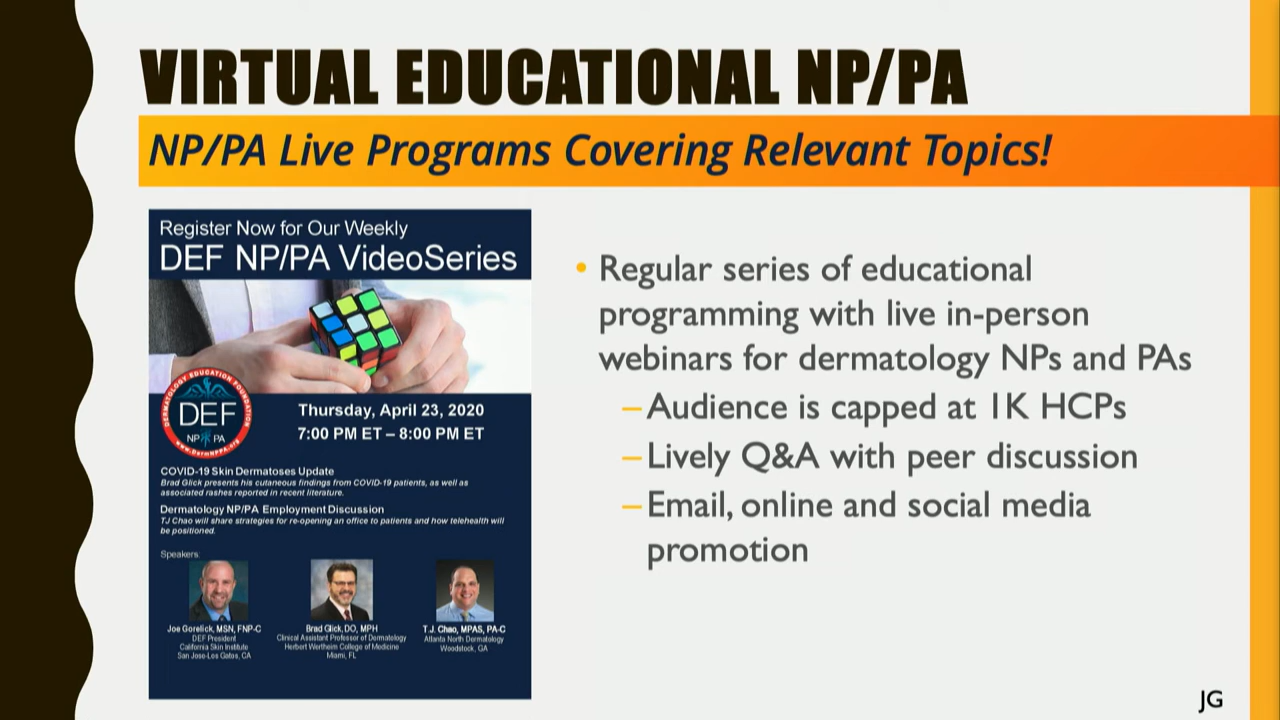 VIRTUAL EDUCATIONAL NP/PA
NP/PA Live Programs Covering Relevant Topics!
Register Now for Our Weekly
DEF NP/PA VideoSeries
DERMATOLOGY EDUCATION FOUNDATION
DEF
NP PA
www.DermNPPA.org
Thursday, April 23, 2020
7:00 PM ET – 8:00 PM ET
COVID-19 Skin Dermatoses Update
Brad Glick presents his cutaneous findings from COVID-19 patients, as well as
associated rashes reported in recent literature.
Dermatology NP/PA Employment Discussion
TJ Chao will share strategies for re-opening an office to patients and how telehealth will
be positioned.
Speakers:
Joe Gorelick, MSN, FNP-C
DEF President
California Skin Institute
San Jose-Los Gatos, CA
Brad Glick, DO, MPH
Clinical Assistant Professor of Dermatology
Herbert Wertheim College of Medicine
Miami, FL
T.J. Chao, MPAS, PA-C
Atlanta North Dermatology
Woodstock, GA
• Regular series of educational
programming with live in-person
webinars for dermatology NPs and PAs
– Audience is capped at 1K HCPs
– Lively Q&A with peer discussion
– Email, online and social media
promotion
JG